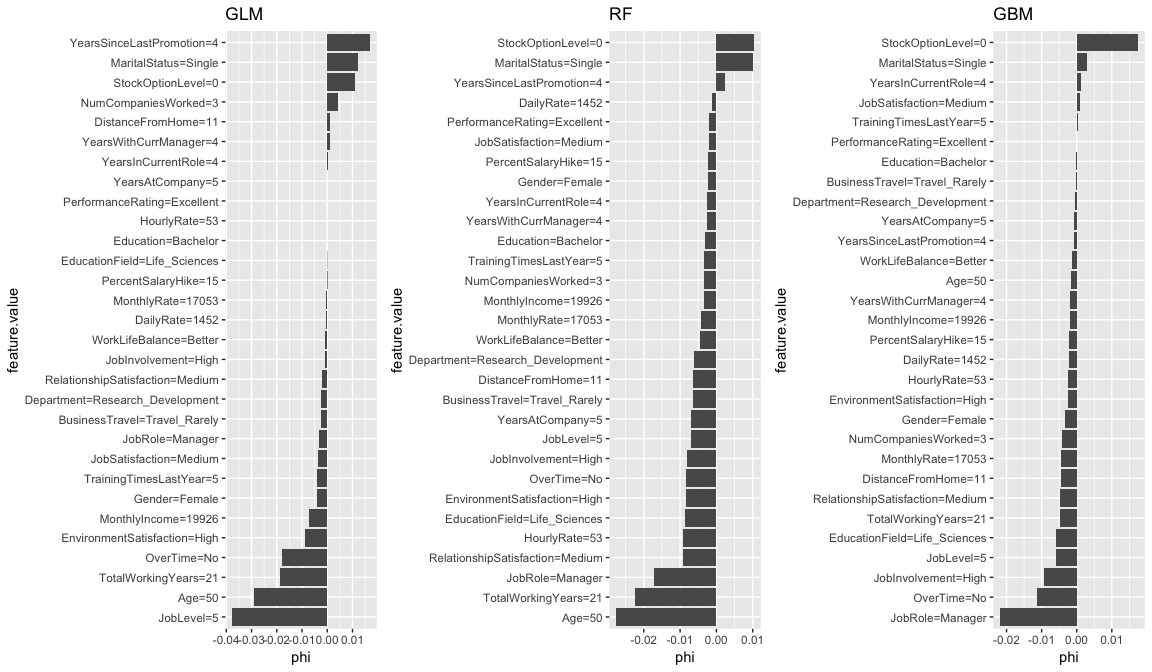 GLM
feature.value
YearsSinceLastPromotion=4
MaritalStatus=Single
StockOptionLevel=0
NumCompaniesWorked=3
DistanceFromHome=11
YearsWithCurrManager=4
YearsInCurrentRole=4
YearsAtCompany=5
PerformanceRating=Excellent
HourlyRate=53
Education=Bachelor
EducationField=Life_Sciences
PercentSalaryHike=15
MonthlyRate=17053
DailyRate=1452
WorkLifeBalance=Better
JobInvolvement=High
RelationshipSatisfaction=Medium
Department=Research_Development
BusinessTravel=Travel_Rarely
JobRole=Manager
JobSatisfaction=Medium
TrainingTimesLastYear=5
Gender=Female
MonthlyIncome=19926
EnvironmentSatisfaction=High
OverTime=No
TotalWorkingYears=21
Age=50
JobLevel=5
-0.04 -0.03 -0.02 -0.01 0.00 0.01
phi
RF
feature.value
StockOptionLevel=0
MaritalStatus=Single
YearsSinceLastPromotion=4
DailyRate=1452
PerformanceRating=Excellent
JobSatisfaction=Medium
PercentSalaryHike=15
Gender=Female
YearsInCurrentRole=4
YearsWithCurrManager=4
Education=Bachelor
TrainingTimesLastYear=5
NumCompaniesWorked=3
MonthlyIncome=19926
MonthlyRate=17053
WorkLifeBalance=Better
Department=Research_Development
DistanceFromHome=11
BusinessTravel=Travel_Rarely
YearsAtCompany=5
JobLevel=5
JobInvolvement=High
OverTime=No
EnvironmentSatisfaction=High
EducationField=Life_Sciences
HourlyRate=53
RelationshipSatisfaction=Medium
JobRole=Manager
TotalWorkingYears=21
Age=50
-0.02 -0.01 0.00 0.01
phi
GBM
feature.value
StockOptionLevel=0
MaritalStatus=Single
YearsInCurrentRole=4
JobSatisfaction=Medium
TrainingTimesLastYear=5
PerformanceRating=Excellent
Education=Bachelor
BusinessTravel=Travel_Rarely
Department=Research_Development
YearsAtCompany=5
YearsSinceLastPromotion=4
WorkLifeBalance=Better
Age=50
YearsWithCurrManager=4
MonthlyIncome=19926
PercentSalaryHike=15
DailyRate=1452
HourlyRate=53
EnvironmentSatisfaction=High
Gender=Female
NumCompaniesWorked=3
MonthlyRate=17053
DistanceFromHome=11
RelationshipSatisfaction=Medium
TotalWorkingYears=21
EducationField=Life_Sciences
JobLevel=5
JobInvolvement=High
OverTime=No
JobRole=Manager
-0.02 -0.01 0.00 0.01
phi